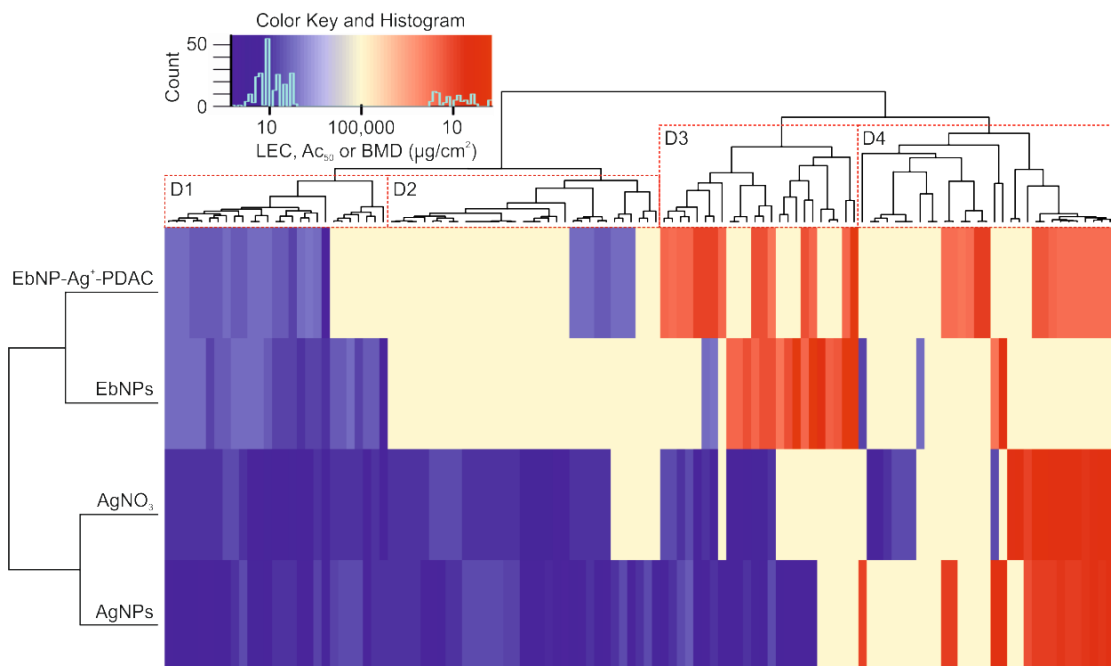 Color Key and Histogram
50
0
Count
10
100,000
10
LEC, Ac₅₀ or BMD (µg/cm²)
D1
D2
D3
D4
EbNP-Ag⁺-PDAC
EbNPs
AgNO₃
AgNPs